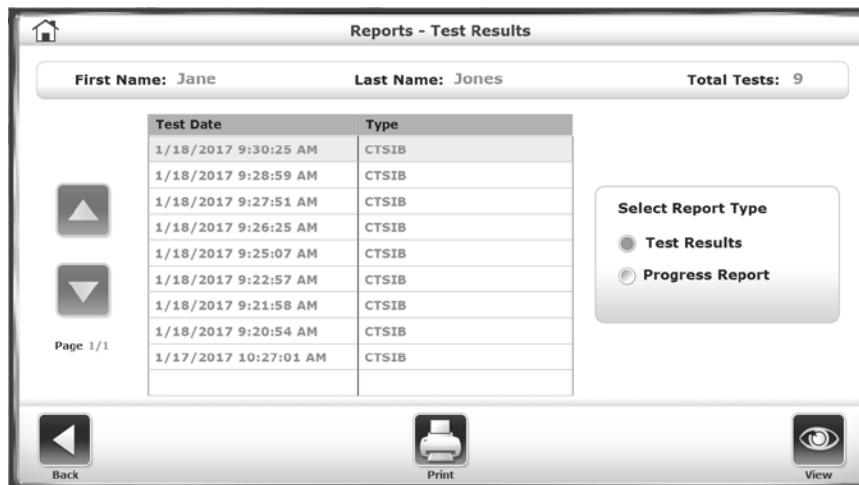 Reports - Test Results
First Name: Jane Last Name: Jones Total Tests: 9
Test Date Type
1/18/2017 9:30:25 AM CTSIB
1/18/2017 9:28:59 AM CTSIB
1/18/2017 9:27:51 AM CTSIB
1/18/2017 9:26:25 AM CTSIB
1/18/2017 9:25:07 AM CTSIB
1/18/2017 9:22:57 AM CTSIB
1/18/2017 9:21:58 AM CTSIB
1/18/2017 9:20:54 AM CTSIB
1/17/2017 10:27:01 AM CTSIB
Page 1/1
Select Report Type
Test Results
Progress Report
Back Print View